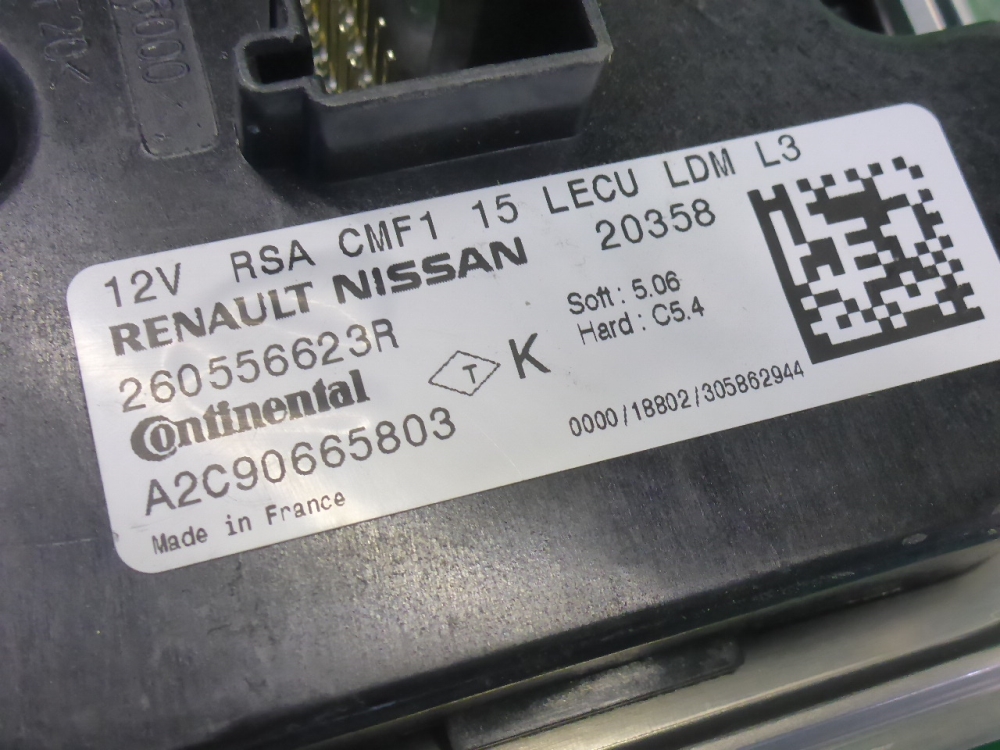 12V RSA CMF1 15 LECU LDM L3
RENAULT NISSAN 20358
260556623R
Soft: 5.06
Hard: C5.4
Continental
T K
A2C90665803
0000/18802/305862944
Made in France